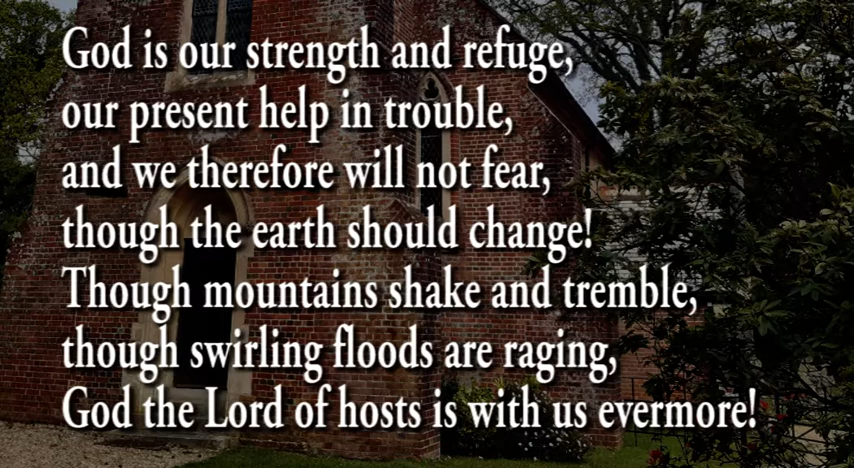 God is our strength and refuge,
our present help in trouble,
and we therefore will not fear,
though the earth should change!
Though mountains shake and tremble,
though swirling floods are raging,
God the Lord of hosts is with us evermore!